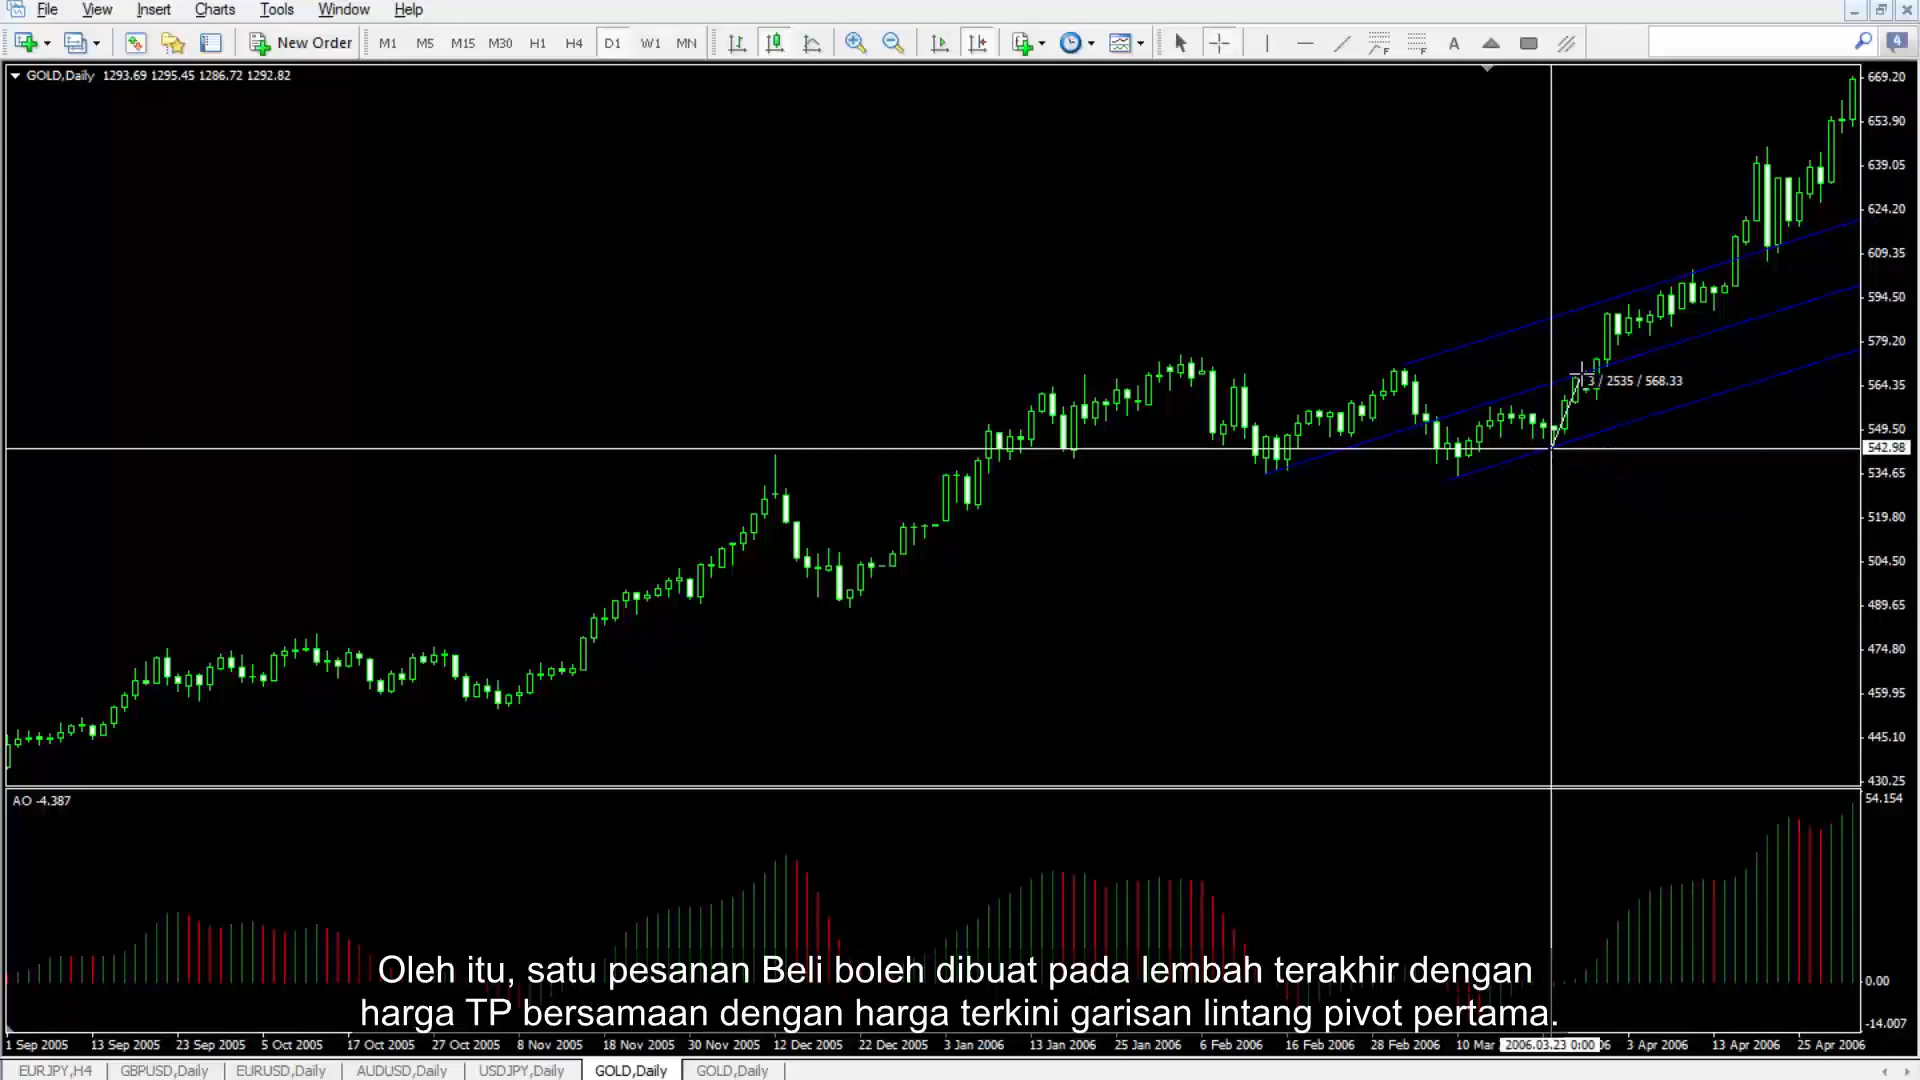 File View Insert Charts Tools Window Help
New Order M1 M5 M15 M30 H1 H4 D1 W1 MN A 4
GOLD,Daily 1293.69 1295.45 1286.72 1292.82
669.20
653.90
639.05
624.20
609.35
594.50
579.20
3 / 2535 / 568.33
564.35
549.50
542.98
534.65
519.80
504.50
489.65
474.80
459.95
445.10
430.25
AO -4.387
54.154
0.00
-14.007
Oleh itu, satu pesanan Beli boleh dibuat pada lembah terakhir dengan
harga TP bersamaan dengan harga terkini garisan lintang pivot pertama.
1 Sep 2005 13 Sep 2005 23 Sep 2005 5 Oct 2005 17 Oct 2005 27 Oct 2005 8 Nov 2005 18 Nov 2005 30 Nov 2005 12 Dec 2005 22 Dec 2005 3 Jan 2006 13 Jan 2006 25 Jan 2006 6 Feb 2006 16 Feb 2006 28 Feb 2006 10 Mar 2006.03.23 0:00 06 3 Apr 2006 13 Apr 2006 25 Apr 2006
EURJPY,H4 GBPUSD,Daily EURUSD,Daily AUDUSD,Daily USDJPY,Daily GOLD,Daily GOLD,Daily